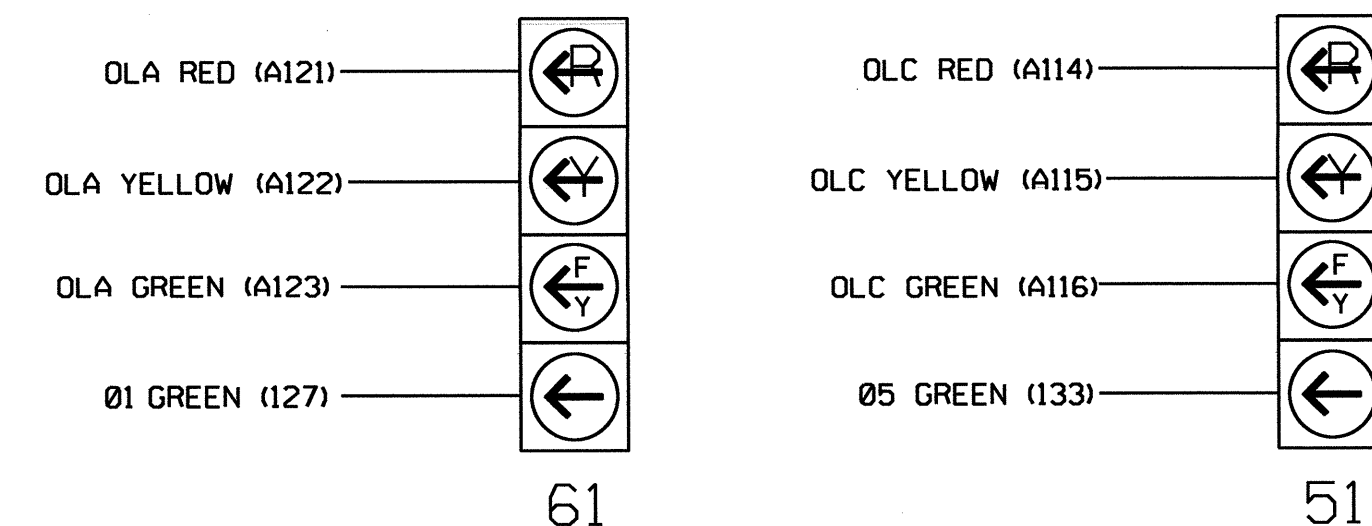 OLA RED (A121)
R
OLA YELLOW (A122)
Y
OLA GREEN (A123)
F
Y
Ø1 GREEN (127)
61
OLC RED (A114)
R
OLC YELLOW (A115)
Y
OLC GREEN (A116)
F
Y
Ø5 GREEN (133)
51